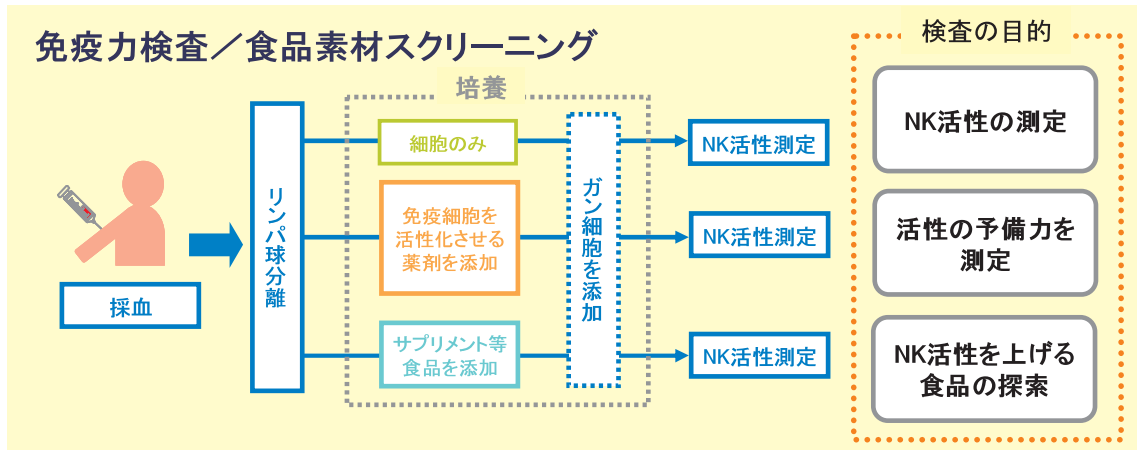 免疫力検査／食品素材スクリーニング
採血
リンパ球分離
培養
細胞のみ
免疫細胞を
活性化させる
薬剤を添加
サプリメント等
食品を添加
ガン細胞を添加
NK活性測定
NK活性測定
NK活性測定
検査の目的
NK活性の測定
活性の予備力を
測定
NK活性を上げる
食品の探索